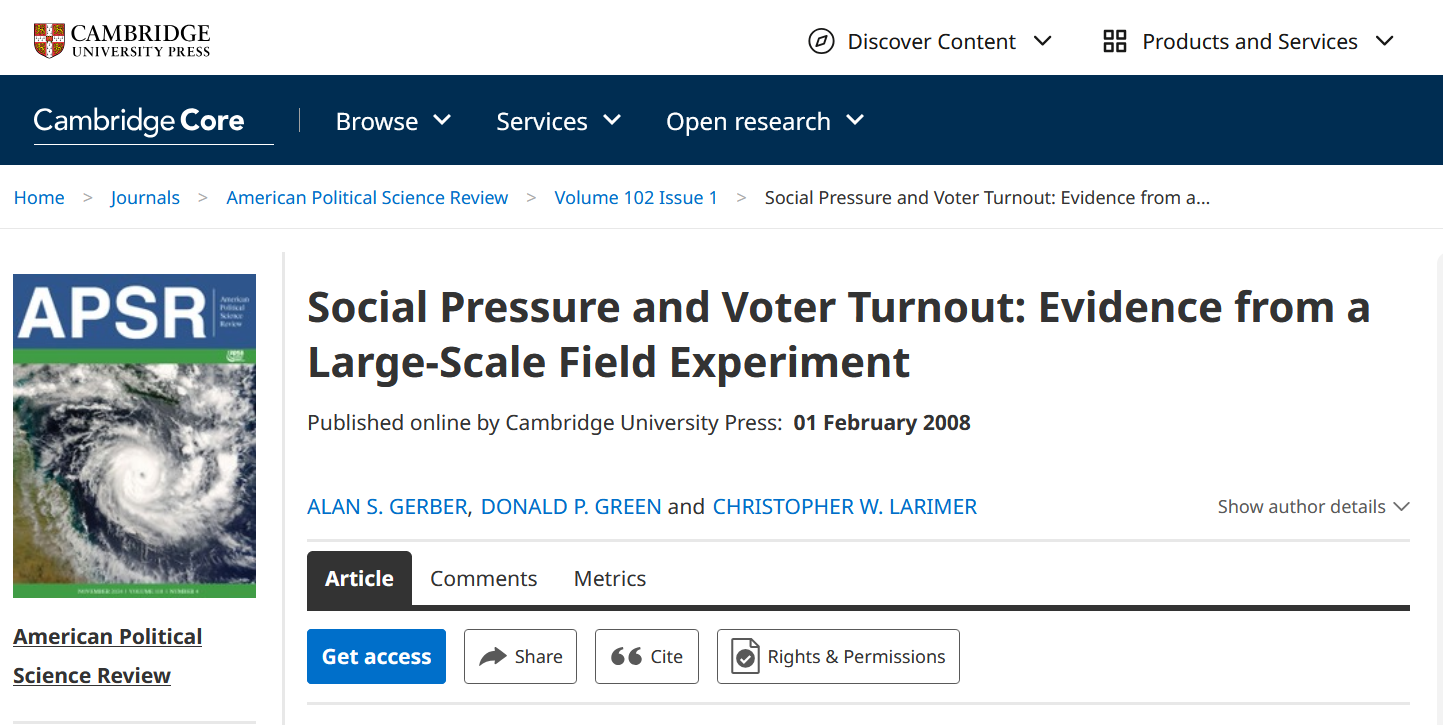 CAMBRIDGE
UNIVERSITY PRESS
Discover Content
Products and Services
Cambridge Core
Browse
Services
Open research
Home > Journals > American Political Science Review > Volume 102 Issue 1 > Social Pressure and Voter Turnout: Evidence from a...
APSR
American
Political
Science
Review
Social Pressure and Voter Turnout: Evidence from a
Large-Scale Field Experiment
Published online by Cambridge University Press: 01 February 2008
ALAN S. GERBER, DONALD P. GREEN and CHRISTOPHER W. LARIMER
Show author details
Article
Comments
Metrics
Get access
Share
Cite
Rights & Permissions
American Political
Science Review